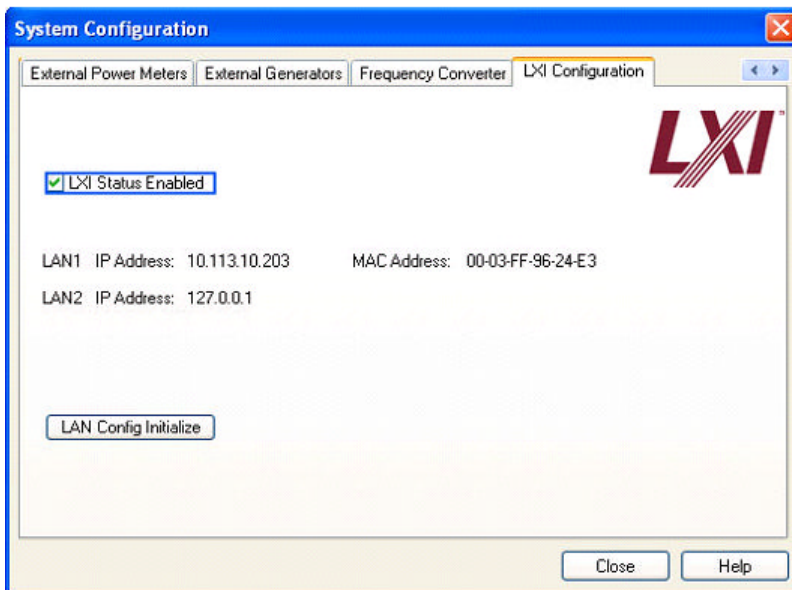 System Configuration
External Power Meters External Generators Frequency Converter LXI Configuration
LXI™
LXI Status Enabled
LAN1 IP Address: 10.113.10.203 MAC Address: 00-03-FF-96-24-E3
LAN2 IP Address: 127.0.0.1
LAN Config Initialize
Close Help